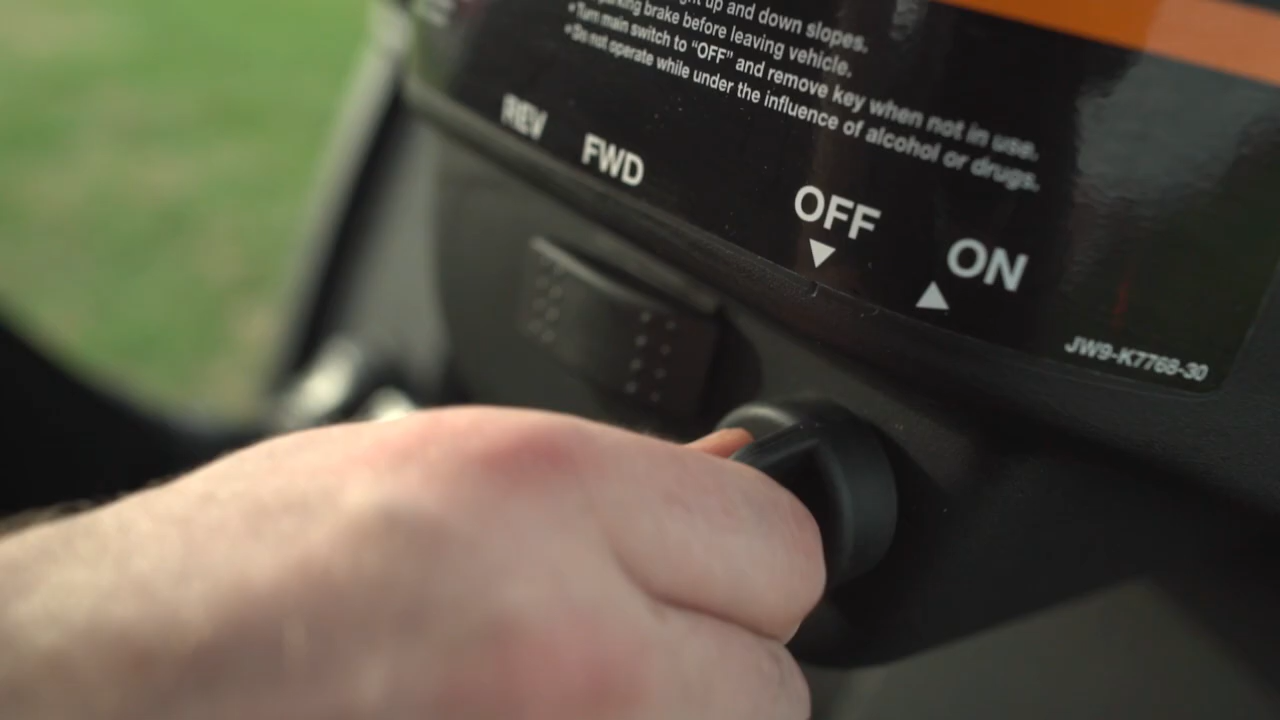 up and down slopes.
parking brake before leaving vehicle.
•Turn main switch to “OFF” and remove key when not in use.
•Do not operate while under the influence of alcohol or drugs.
REV
FWD
OFF
ON
JW9-K7768-30